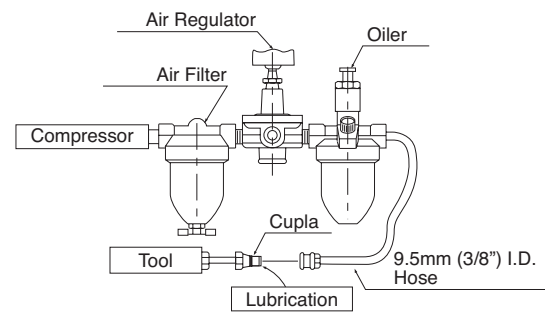 Air Regulator
Oiler
Air Filter
Compressor
Cupla
Tool
9.5mm (3/8") I.D.
Hose
Lubrication